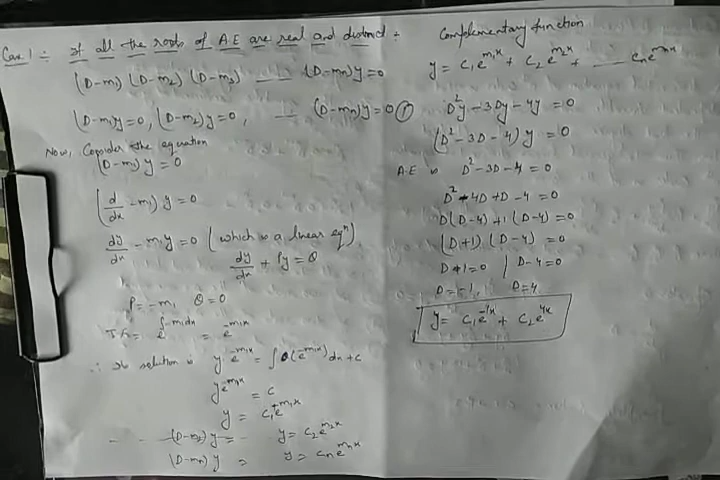 Case 1 :- If all the roots of A.E are real and distinct :-
(D-m₁) (D-m₂) (D-m₃) ---- (D-mn)y=0
(D-m₁)y=0, (D-m₂)y=0, ---- (D-mn)y=0 ①
Now, Consider the equation
(D-m₁)y=0
(d/dx - m₁) y=0
dy/dx - m₁y=0 (which is a linear eqⁿ)
dy/dx + Py=Q
P=-m₁ Q=0
I.f= e^∫-m₁dx = e^-m₁x
∴ Its solution is y e^-m₁x = ∫0(e^-m₁x)dx+c
y e^-m₁x = c
y = c₁e^+m₁x
(D-m₂)y = y= c₂e^m₂x
(D-mn)y = y= cne^mnx
Complementary function
y = c₁e^m₁x + c₂e^m₂x + ---- cne^mnx
D²y-3Dy-4y=0
(D²-3D-4)y=0
A.E is D²-3D-4=0
D²-4D+D-4=0
D(D-4)+1(D-4)=0
(D+1) (D-4) =0
D+1=0 | D-4=0
D=-1 D=4
y= c₁e^-1x + c₂e^4x